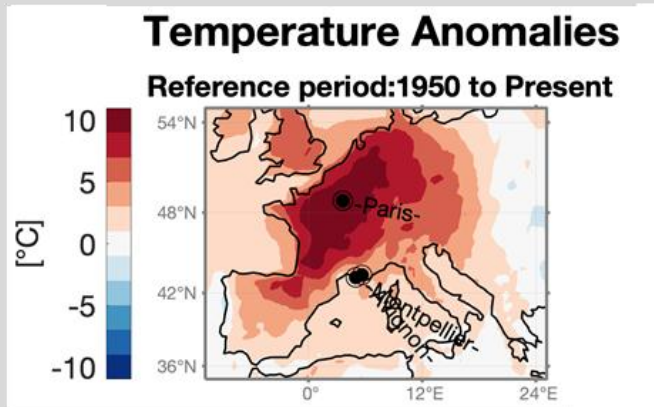 Temperature Anomalies
Reference period:1950 to Present
[°C]
10
5
0
-5
-10
54°N
48°N
42°N
36°N
-Paris-
-Montpellier-
0°
12°E
24°E